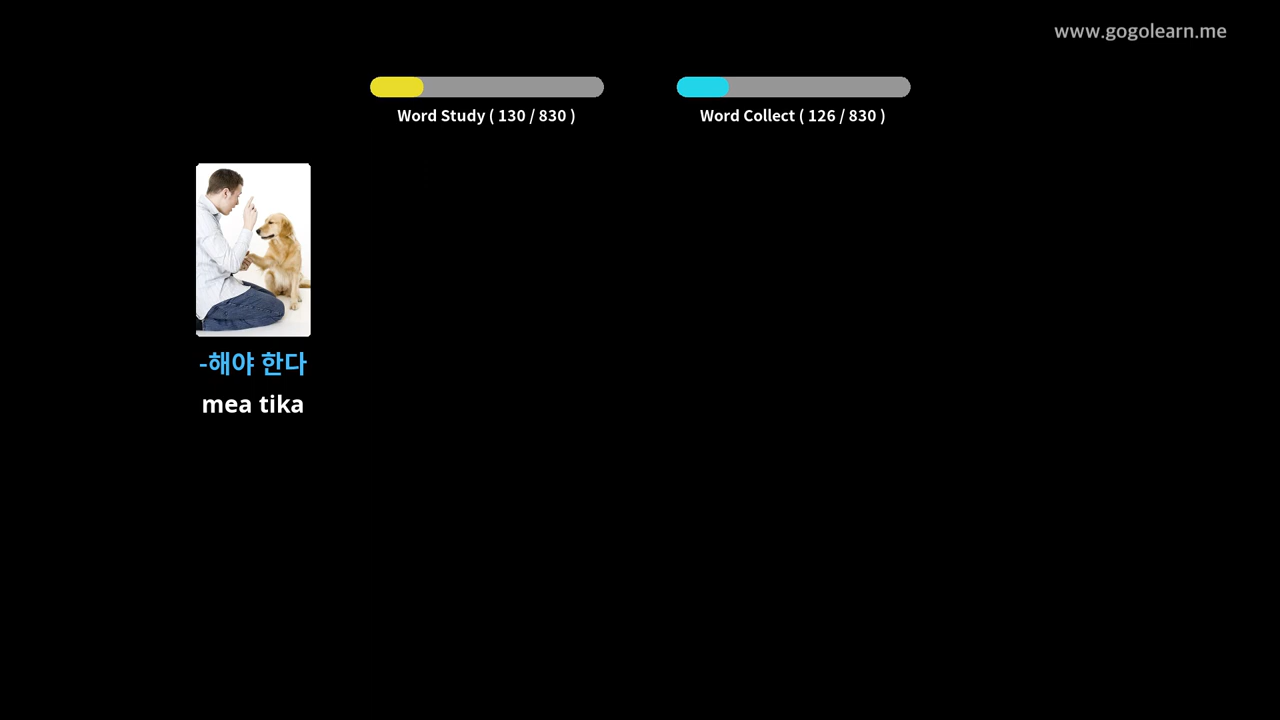 www.gogolearn.me
Word Study ( 130 / 830 )
Word Collect ( 126 / 830 )
-해야 한다
mea tika